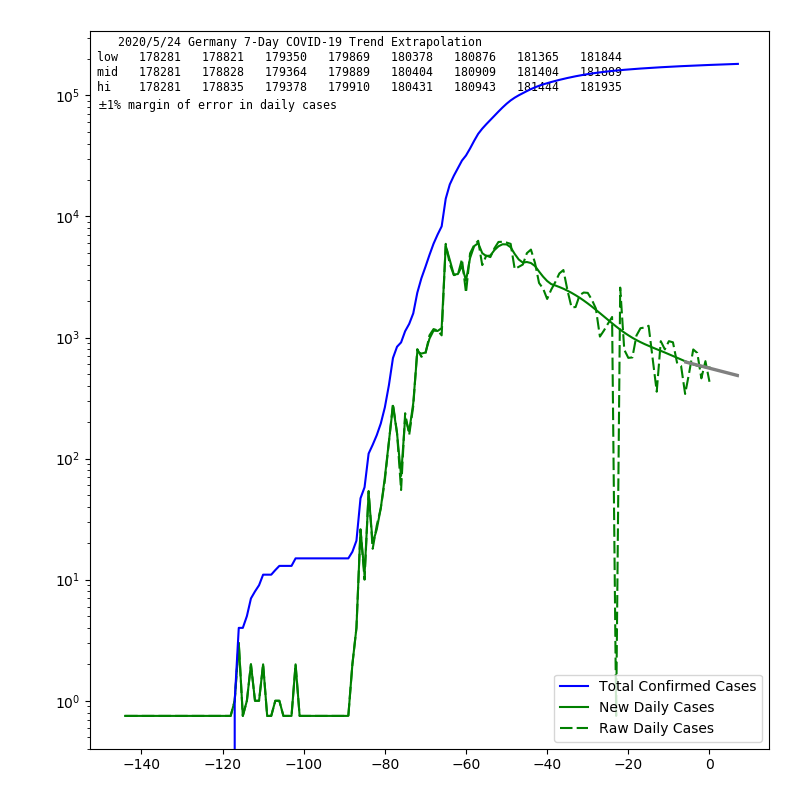 2020/5/24 Germany 7-Day COVID-19 Trend Extrapolation
low 178281 178821 179350 179869 180378 180876 181365 181844
mid 178281 178828 179364 179889 180404 180909 181404 181889
hi 178281 178835 179378 179910 180431 180943 181444 181935
±1% margin of error in daily cases
10⁵
10⁴
10³
10²
10¹
10⁰
Total Confirmed Cases
New Daily Cases
Raw Daily Cases
−140 −120 −100 −80 −60 −40 −20 0